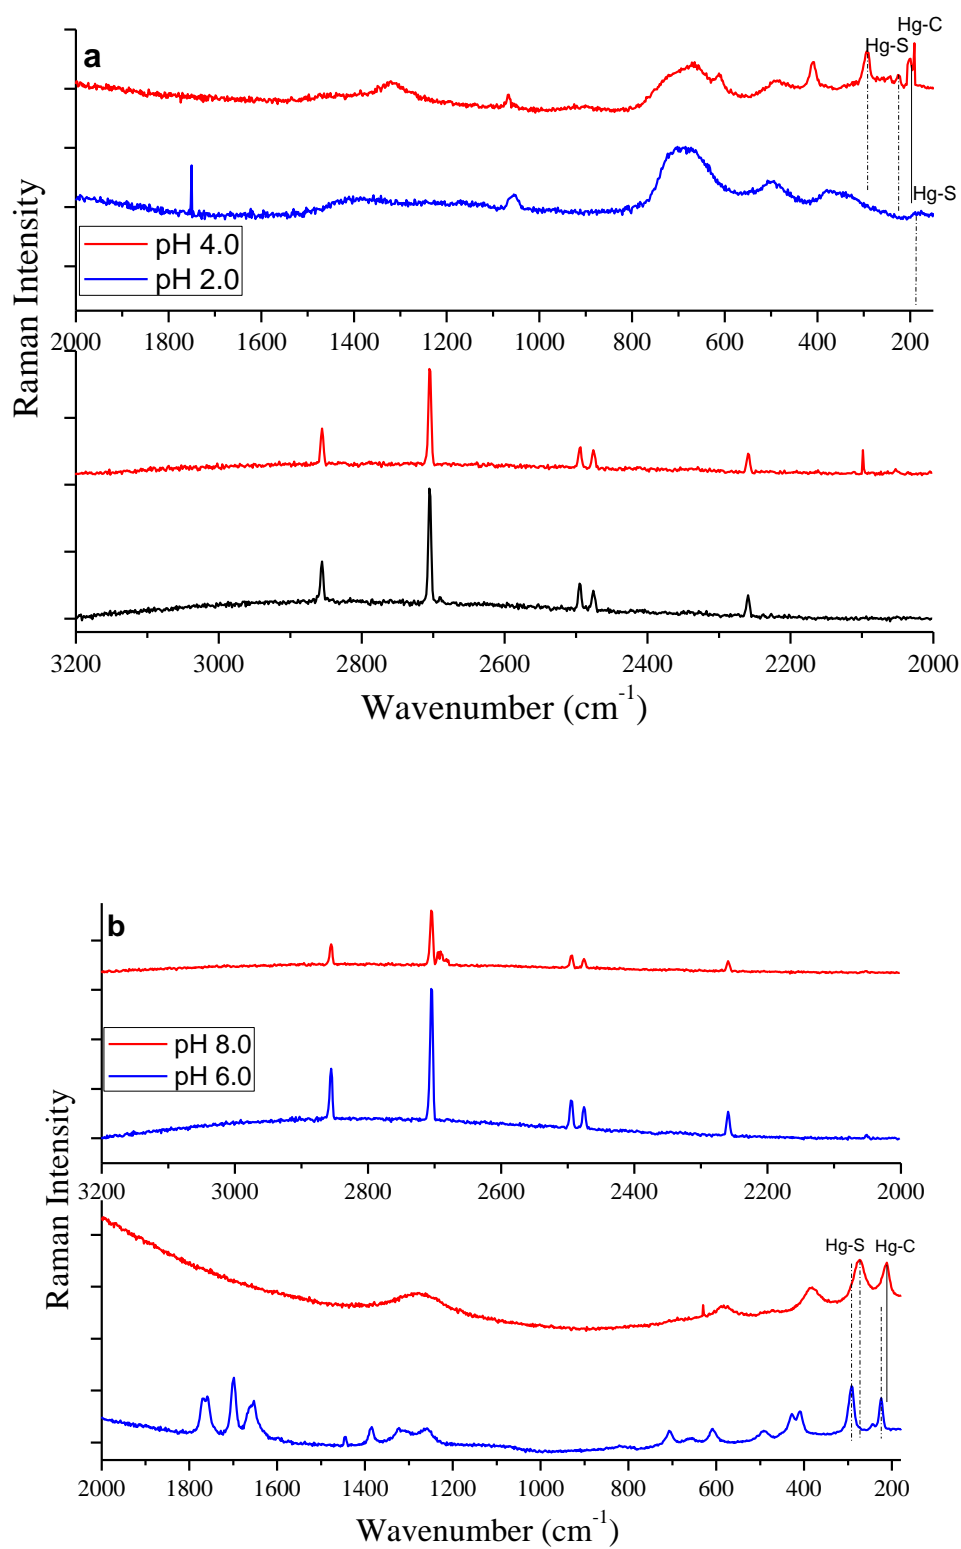 a
Hg-C
Hg-S
Hg-S
pH 4.0
pH 2.0
Raman Intensity
2000 1800 1600 1400 1200 1000 800 600 400 200
3200 3000 2800 2600 2400 2200 2000
Wavenumber (cm-1)
b
pH 8.0
pH 6.0
Raman Intensity
3200 3000 2800 2600 2400 2200 2000
Hg-S Hg-C
2000 1800 1600 1400 1200 1000 800 600 400 200
Wavenumber (cm-1)